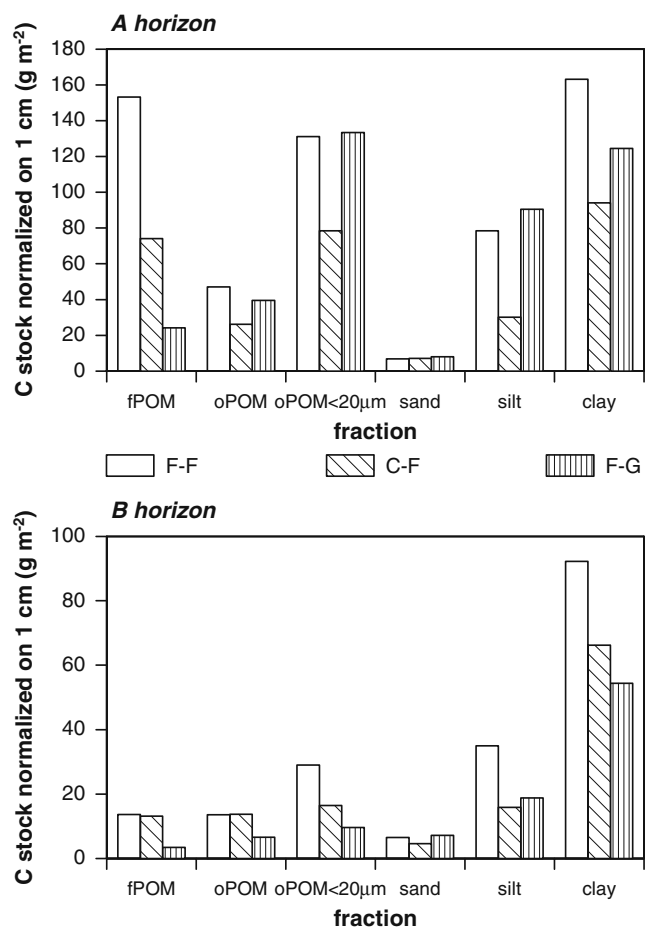 A horizon
C stock normalized on 1 cm (g m-2)
180
160
140
120
100
80
60
40
20
0
fPOM oPOM oPOM<20µm sand silt clay
fraction
F-F C-F F-G
B horizon
C stock normalized on 1 cm (g m-2)
100
80
60
40
20
0
fPOM oPOM oPOM<20µm sand silt clay
fraction